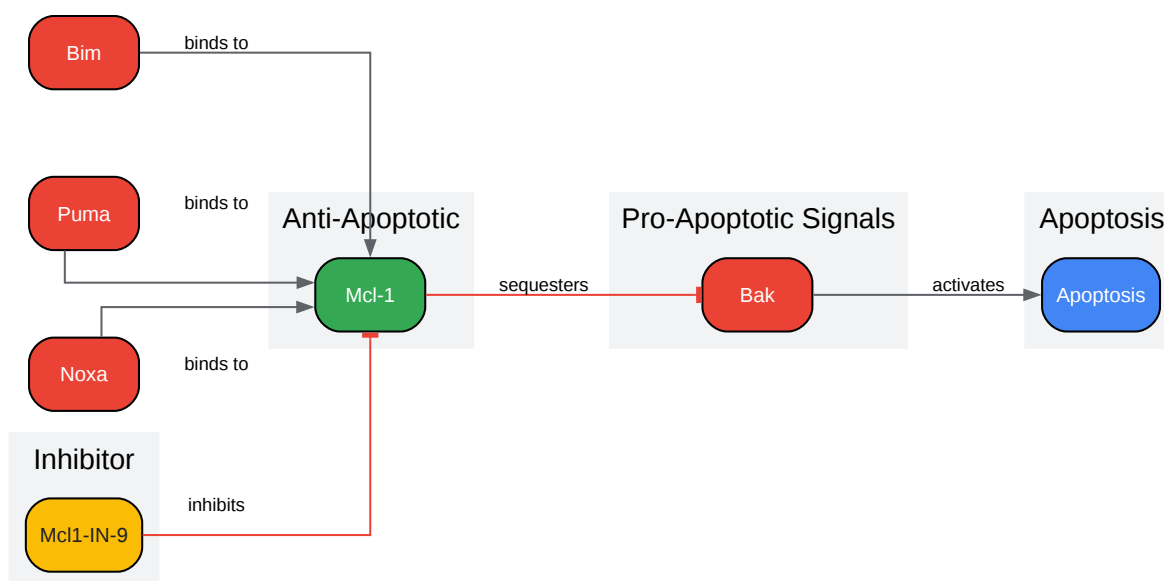 Bim
binds to
Puma
binds to
Anti-Apoptotic
Pro-Apoptotic Signals
Apoptosis
Mcl-1
sequesters
Bak
activates
Apoptosis
Noxa
binds to
Inhibitor
inhibits
Mcl1-IN-9